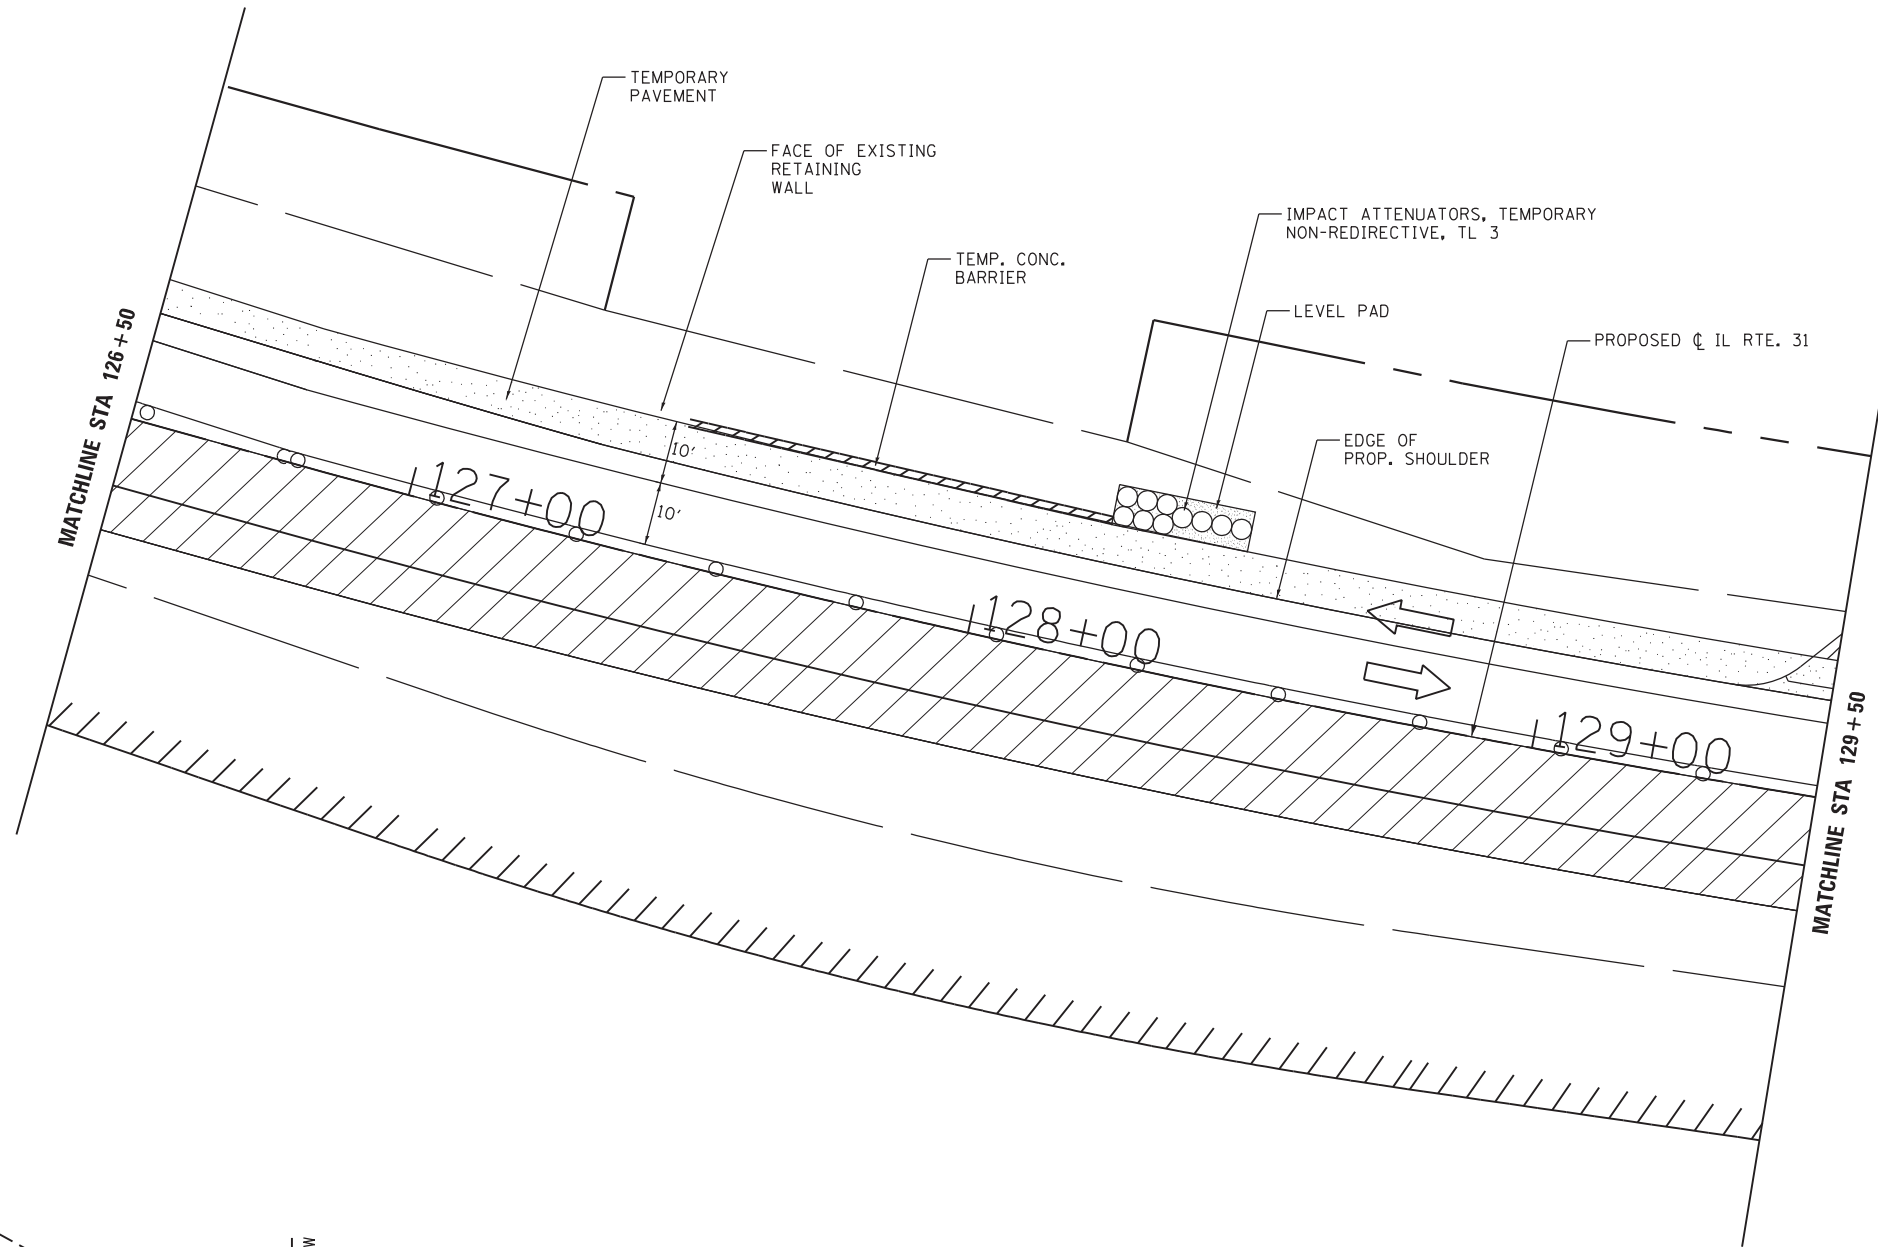 TEMPORARY
PAVEMENT
FACE OF EXISTING
RETAINING
WALL
IMPACT ATTENUATORS, TEMPORARY
NON-REDIRECTIVE, TL 3
TEMP. CONC.
BARRIER
LEVEL PAD
PROPOSED ℄ IL RTE. 31
EDGE OF
PROP. SHOULDER
MATCHLINE STA 126+50
10'
10'
127+00
128+00
129+00
MATCHLINE STA 129+50
W